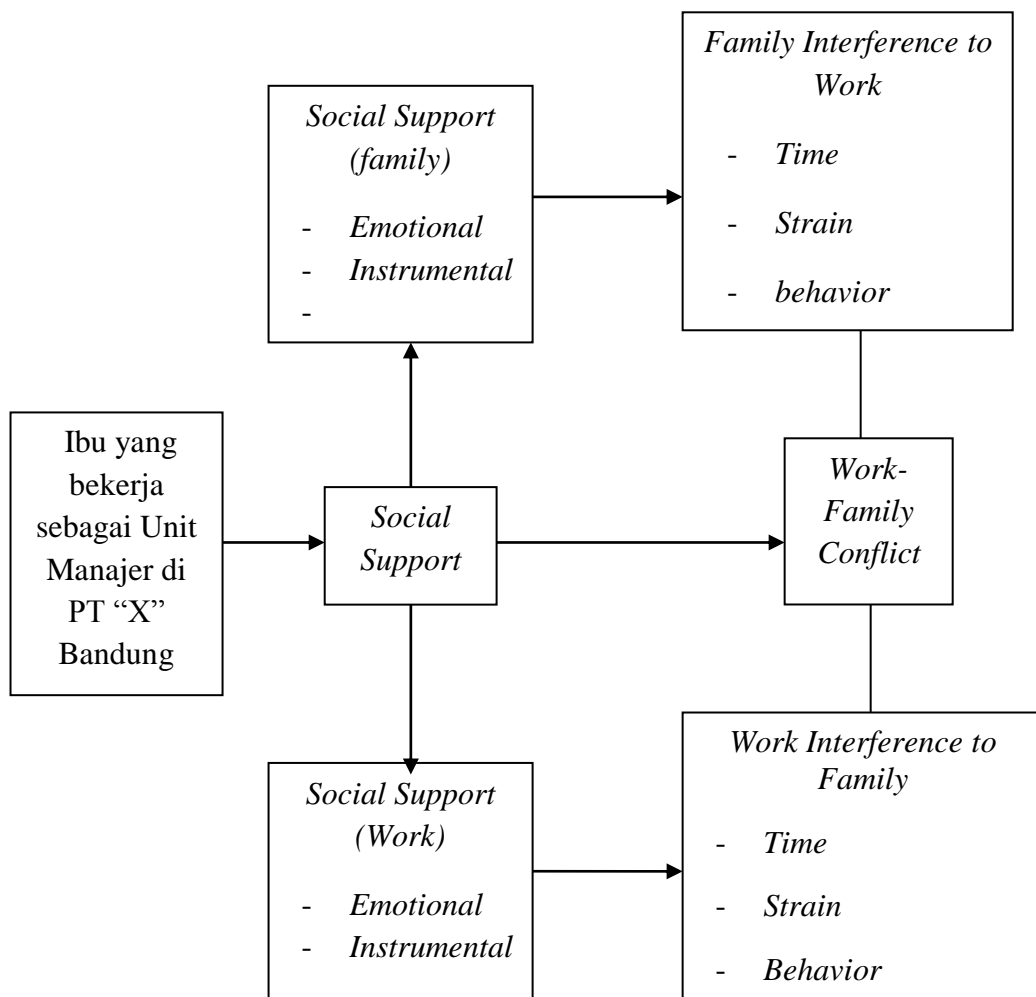 Social Support
(family)
- Emotional
- Instrumental
-
Family Interference to
Work
- Time
- Strain
- behavior
Ibu yang
bekerja
sebagai Unit
Manajer di
PT “X”
Bandung
Social
Support
Work-
Family
Conflict
Social Support
(Work)
- Emotional
- Instrumental
Work Interference to
Family
- Time
- Strain
- Behavior